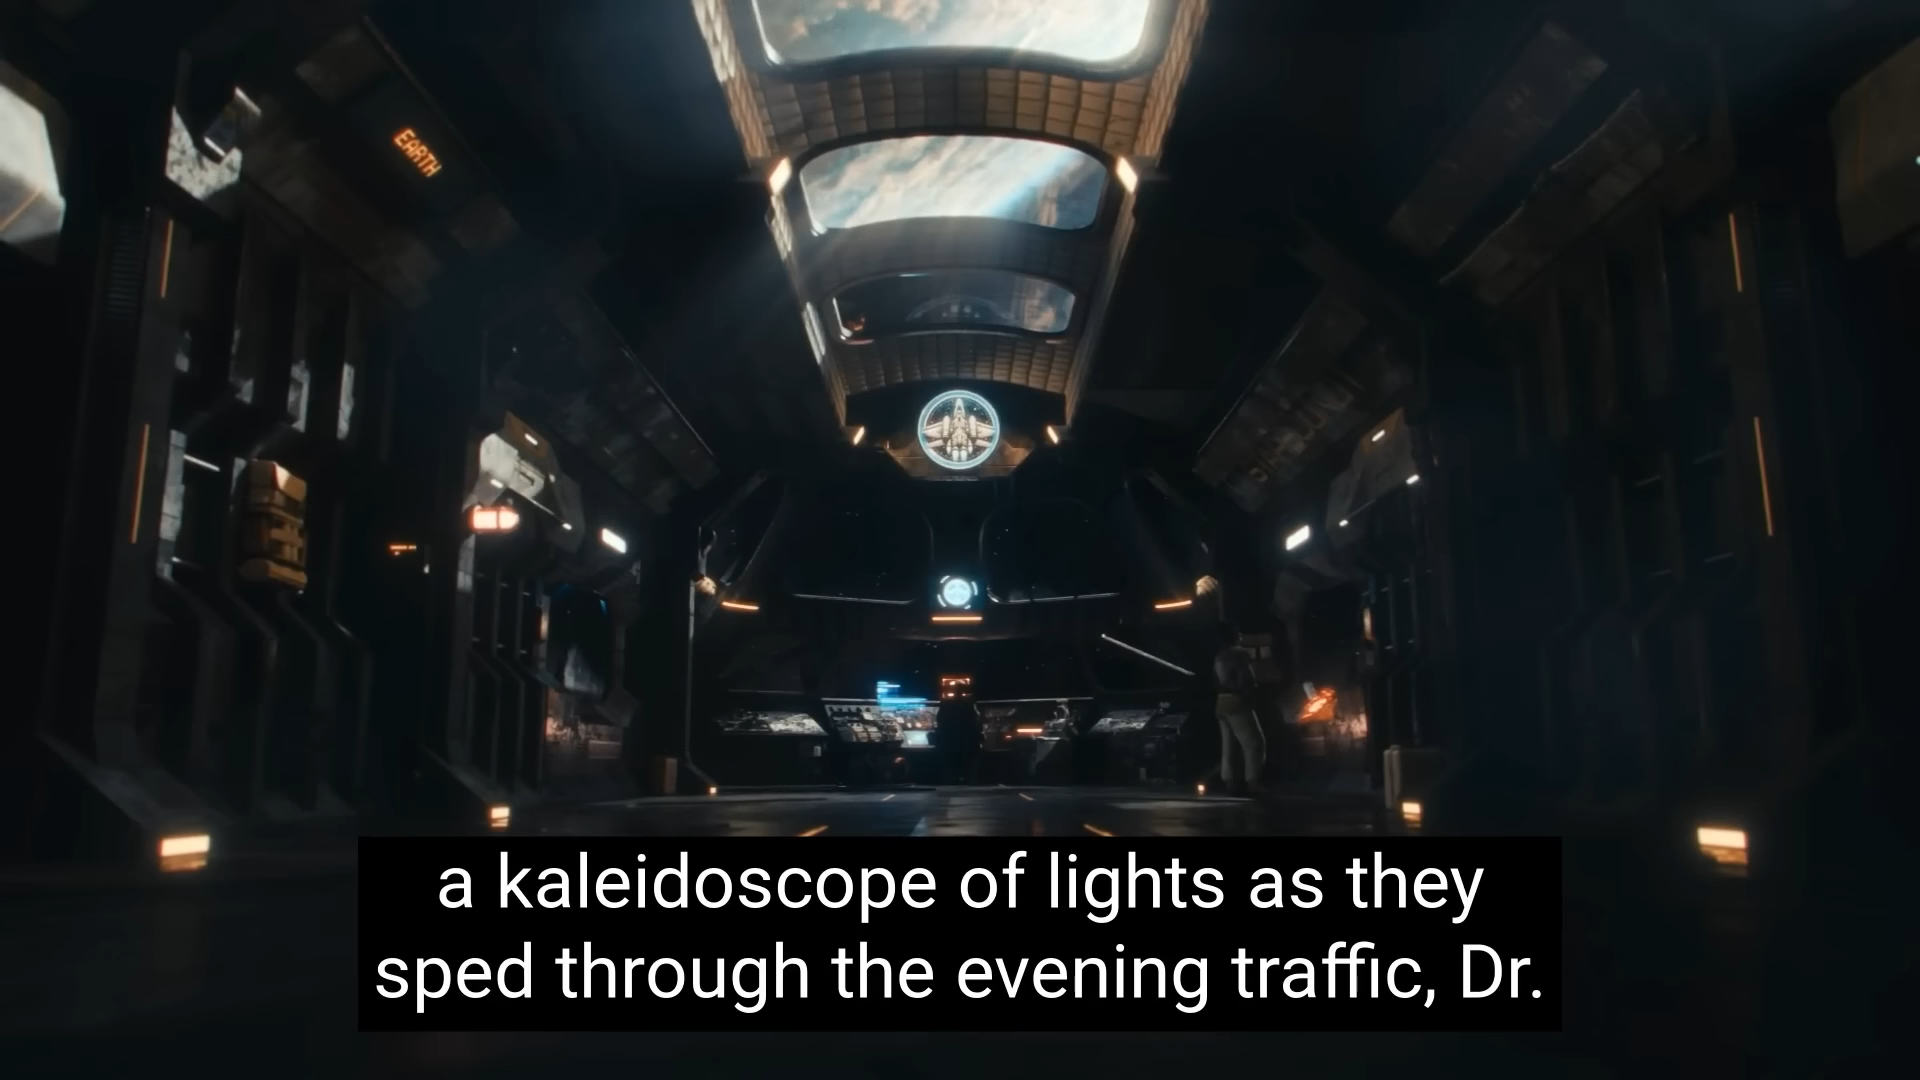 EARTH
a kaleidoscope of lights as they
sped through the evening traffic, Dr.